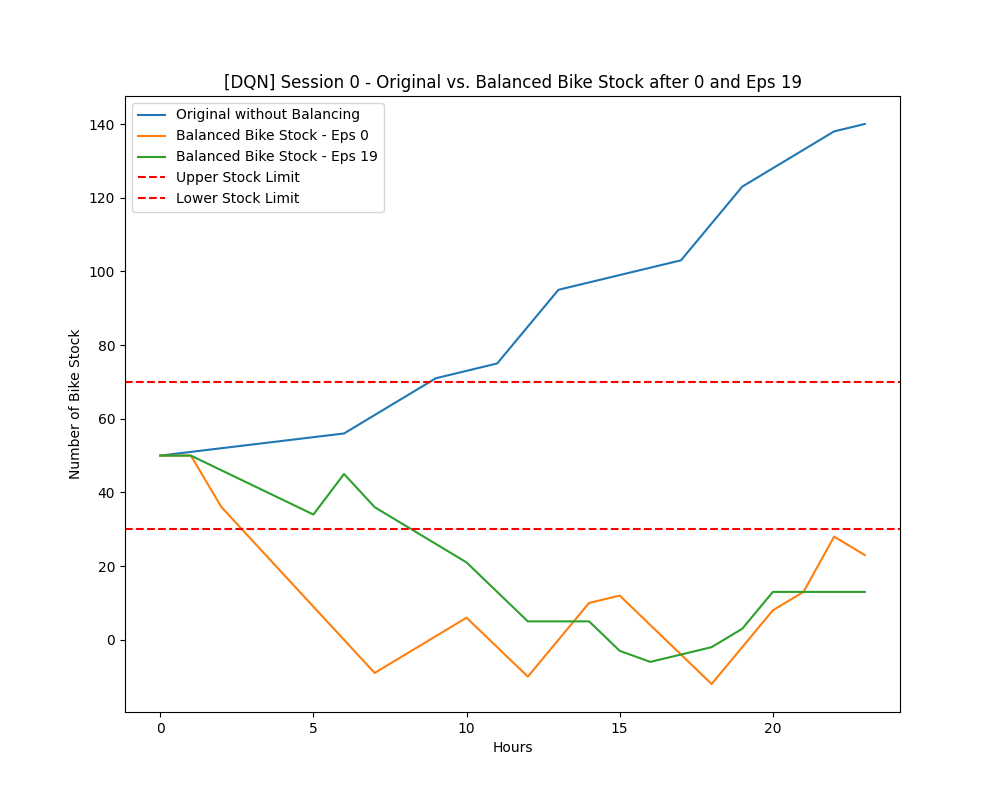 [DQN] Session 0 - Original vs. Balanced Bike Stock after 0 and Eps 19
Original without Balancing
Balanced Bike Stock - Eps 0
Balanced Bike Stock - Eps 19
Upper Stock Limit
Lower Stock Limit
140
120
100
80
60
40
20
0
Number of Bike Stock
0 5 10 15 20
Hours